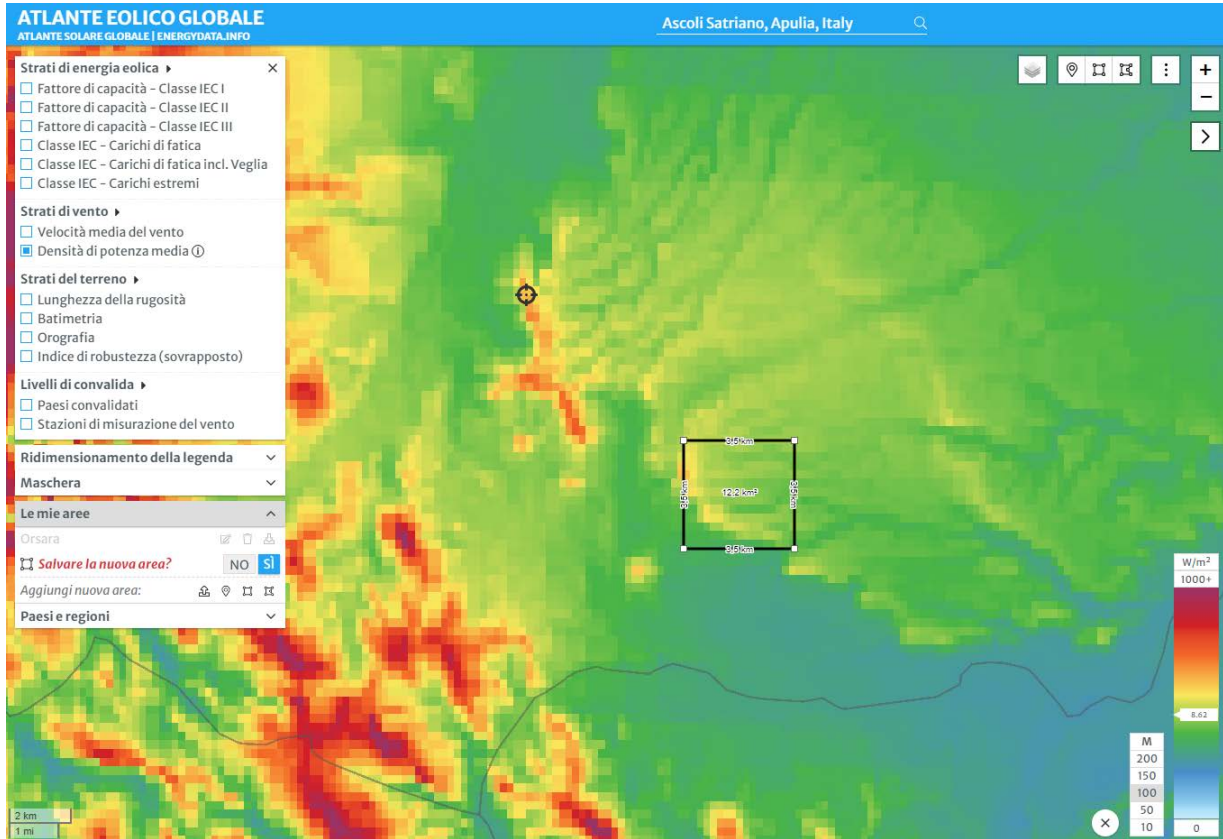 ATLANTE EOLICO GLOBALE
ATLANTE SOLARE GLOBALE | ENERGYDATA.INFO
Ascoli Satriano, Apulia, Italy
Strati di energia eolica
Fattore di capacità – Classe IEC I
Fattore di capacità – Classe IEC II
Fattore di capacità – Classe IEC III
Classe IEC – Carichi di fatica
Classe IEC – Carichi di fatica incl. Veglia
Classe IEC – Carichi estremi
Strati di vento
Velocità media del vento
Densità di potenza media
Strati del terreno
Lunghezza della rugosità
Batimetria
Orografia
Indice di robustezza (sovrapposto)
Livelli di convalida
Paesi convalidati
Stazioni di misurazione del vento
Ridimensionamento della legenda
Maschera
Le mie aree
Orsara
Salvare la nuova area?
NO SÌ
Aggiungi nuova area:
Paesi e regioni
3.5 km
3.5 km
12.2 km²
3.5 km
3.5 km
W/m²
1000+
8.62
0
M
200
150
100
50
10
2 km
1 mi